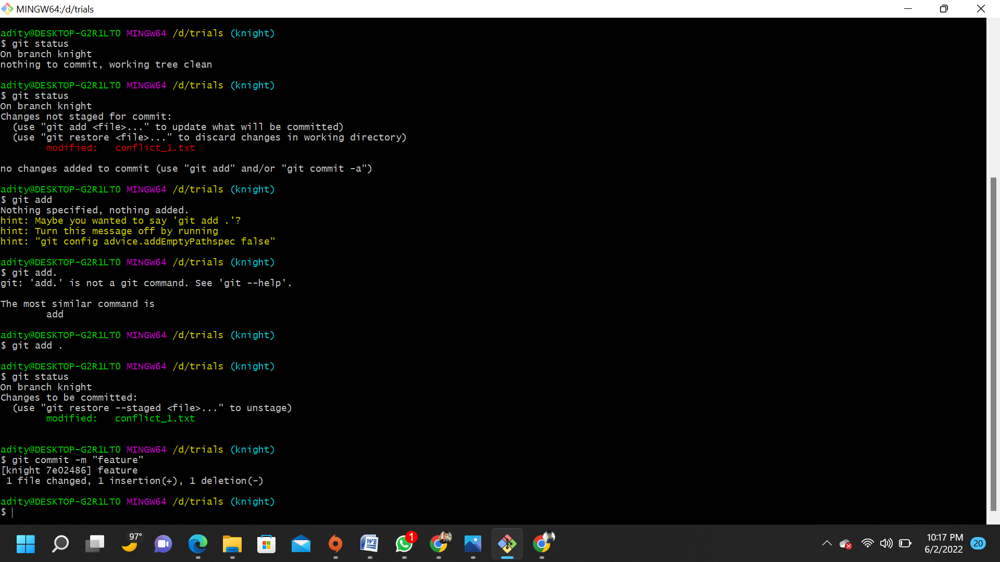 MINGW64:/d/trials
adity@DESKTOP-G2R1LT0 MINGW64 /d/trials (knight)
$ git status
On branch knight
nothing to commit, working tree clean
adity@DESKTOP-G2R1LT0 MINGW64 /d/trials (knight)
$ git status
On branch knight
Changes not staged for commit:
  (use "git add <file>..." to update what will be committed)
  (use "git restore <file>..." to discard changes in working directory)
        modified:   conflict_1.txt
no changes added to commit (use "git add" and/or "git commit -a")
adity@DESKTOP-G2R1LT0 MINGW64 /d/trials (knight)
$ git add
Nothing specified, nothing added.
hint: Maybe you wanted to say 'git add .'?
hint: Turn this message off by running
hint: "git config advice.addEmptyPathspec false"
adity@DESKTOP-G2R1LT0 MINGW64 /d/trials (knight)
$ git add.
git: 'add.' is not a git command. See 'git --help'.
The most similar command is
        add
adity@DESKTOP-G2R1LT0 MINGW64 /d/trials (knight)
$ git add .
adity@DESKTOP-G2R1LT0 MINGW64 /d/trials (knight)
$ git status
On branch knight
Changes to be committed:
  (use "git restore --staged <file>..." to unstage)
        modified:   conflict_1.txt
adity@DESKTOP-G2R1LT0 MINGW64 /d/trials (knight)
$ git commit -m "feature"
[knight 7e02486] feature
 1 file changed, 1 insertion(+), 1 deletion(-)
adity@DESKTOP-G2R1LT0 MINGW64 /d/trials (knight)
$
97°
W
1
10:17 PM
6/2/2022
20